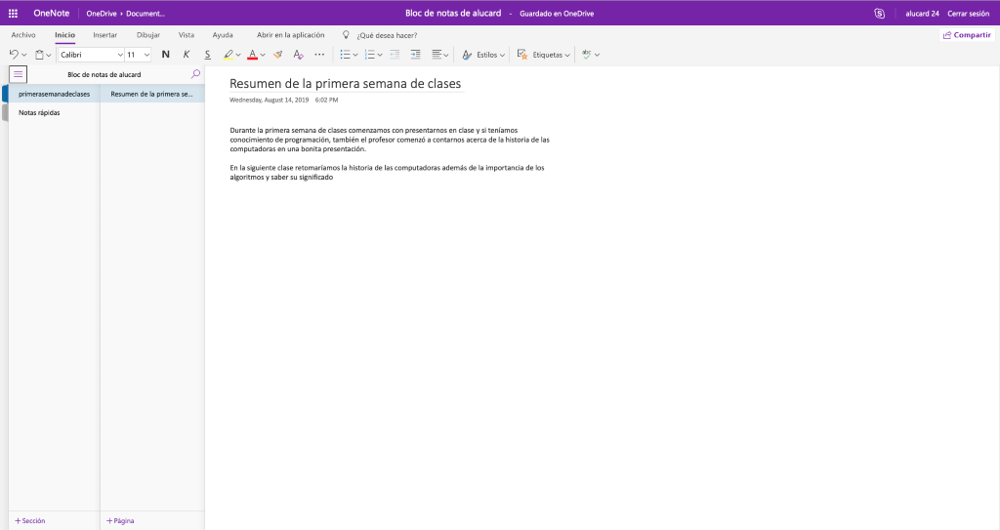 OneNote OneDrive › Document... Bloc de notas de alucard - Guardado en OneDrive alucard 24 Cerrar sesión
Archivo Inicio Insertar Dibujar Vista Ayuda Abrir en la aplicación ¿Qué desea hacer? Compartir
Calibri 11 N K S A A Estilos Etiquetas abc
Bloc de notas de alucard
primerasemanadeclases
Notas rápidas
Resumen de la primera se...
Resumen de la primera semana de clases
Wednesday, August 14, 2019 6:02 PM
Durante la primera semana de clases comenzamos con presentarnos en clase y si teníamos
conocimiento de programación, también el profesor comenzó a contarnos acerca de la historia de las
computadoras en una bonita presentación.
En la siguiente clase retomaríamos la historia de las computadoras además de la importancia de los
algoritmos y saber su significado
+ Sección
+ Página